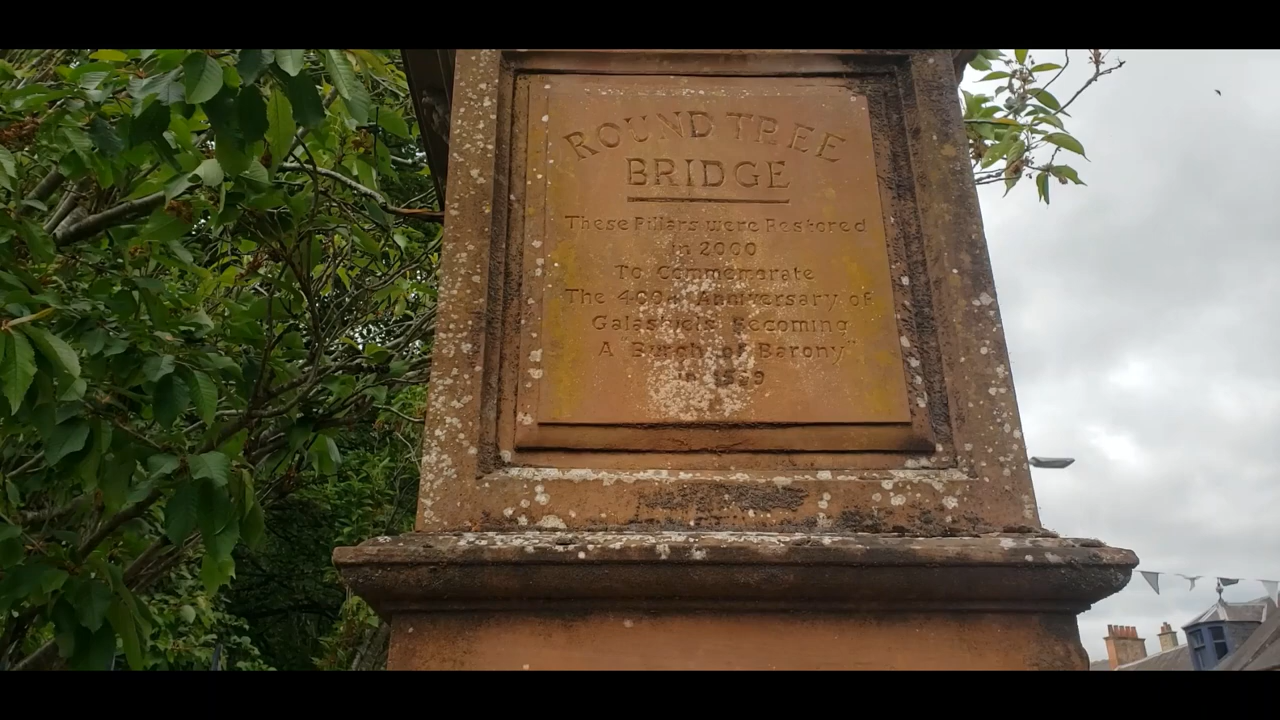 ROUND TREE
BRIDGE
These Pillars were Restored
in 2000
To Commemorate
The 400th Anniversary of
Galashiels Becoming
A Burgh of Barony"
in 1599